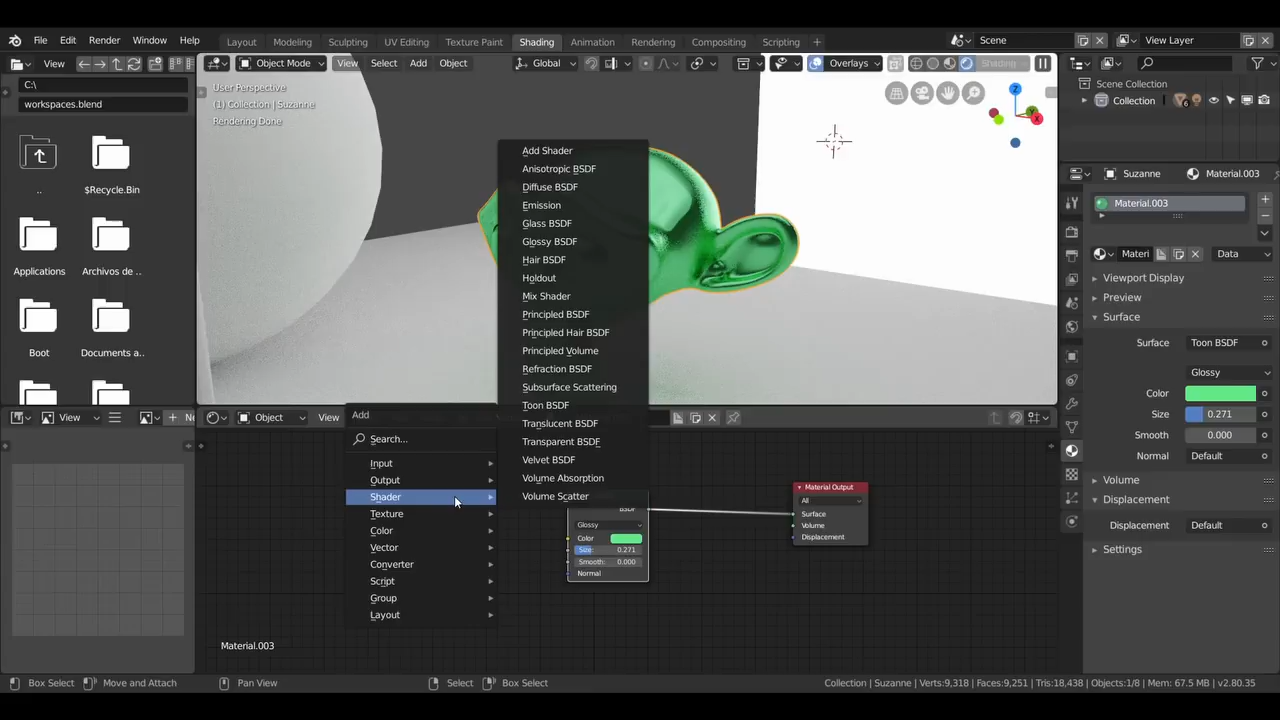 File Edit Render Window Help Layout Modeling Sculpting UV Editing Texture Paint Shading Animation Rendering Compositing Scripting + Scene View Layer
View Object Mode View Select Add Object Global Overlays Shading
C:\
workspaces.blend
..
$Recycle.Bin
Applications
Archivos de ..
Boot
Documents a..
User Perspective
(1) Collection | Suzanne
Rendering Done
Z
Y
X
Add Shader
Anisotropic BSDF
Diffuse BSDF
Emission
Glass BSDF
Glossy BSDF
Hair BSDF
Holdout
Mix Shader
Principled BSDF
Principled Hair BSDF
Principled Volume
Refraction BSDF
Subsurface Scattering
Toon BSDF
Translucent BSDF
Transparent BSDF
Velvet BSDF
Volume Absorption
Volume Scatter
Scene Collection
Collection 6
Suzanne Material.003
Material.003
Materi Data
Viewport Display
Preview
Surface
Surface Toon BSDF
Glossy
Color
Size 0.271
Smooth 0.000
Normal Default
Volume
Displacement
Displacement Default
Settings
View + Ne
Object View
Add
Search...
Input
Output
Shader
Texture
Color
Vector
Converter
Script
Group
Layout
BSDF
Glossy
Color
Size: 0.271
Smooth: 0.000
Normal
Material Output
All
Surface
Volume
Displacement
Material.003
Box Select Move and Attach Pan View Select Box Select Collection | Suzanne | Verts:9,318 | Faces:9,251 | Tris:18,438 | Objects:1/8 | Mem: 67.5 MB | v2.80.35